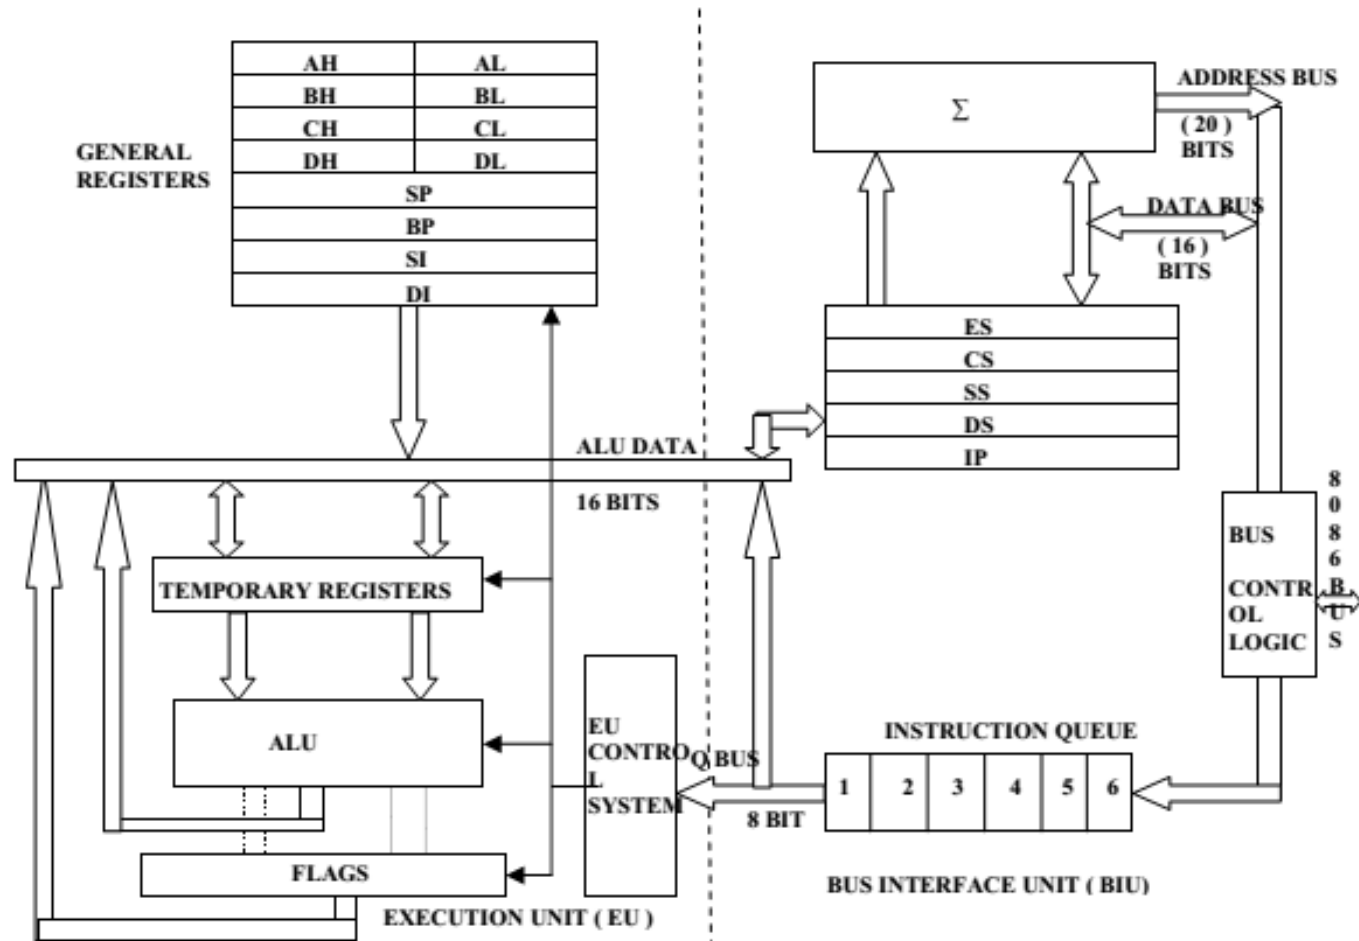 AH AL
BH BL
CH CL
DH DL
SP
BP
SI
DI
GENERAL
REGISTERS
ALU DATA
16 BITS
TEMPORARY REGISTERS
ALU
FLAGS
EU
CONTRO
L
SYSTEM
EXECUTION UNIT ( EU )
Σ
ADDRESS BUS
( 20 )
BITS
DATA BUS
( 16 )
BITS
ES
CS
SS
DS
IP
BUS
CONTR
OL
LOGIC
8
0
8
6
B
U
S
INSTRUCTION QUEUE
1 2 3 4 5 6
Q BUS
8 BIT
BUS INTERFACE UNIT ( BIU)